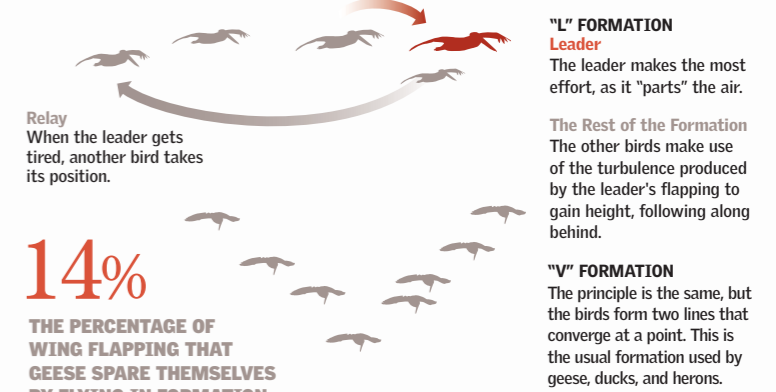 "L" FORMATION
Leader
The leader makes the most
effort, as it "parts" the air.
The Rest of the Formation
The other birds make use
of the turbulence produced
by the leader's flapping to
gain height, following along
behind.
"V" FORMATION
The principle is the same, but
the birds form two lines that
converge at a point. This is
the usual formation used by
geese, ducks, and herons.
Relay
When the leader gets
tired, another bird takes
its position.
14%
THE PERCENTAGE OF
WING FLAPPING THAT
GEESE SPARE THEMSELVES
BY FLYING IN FORMATION